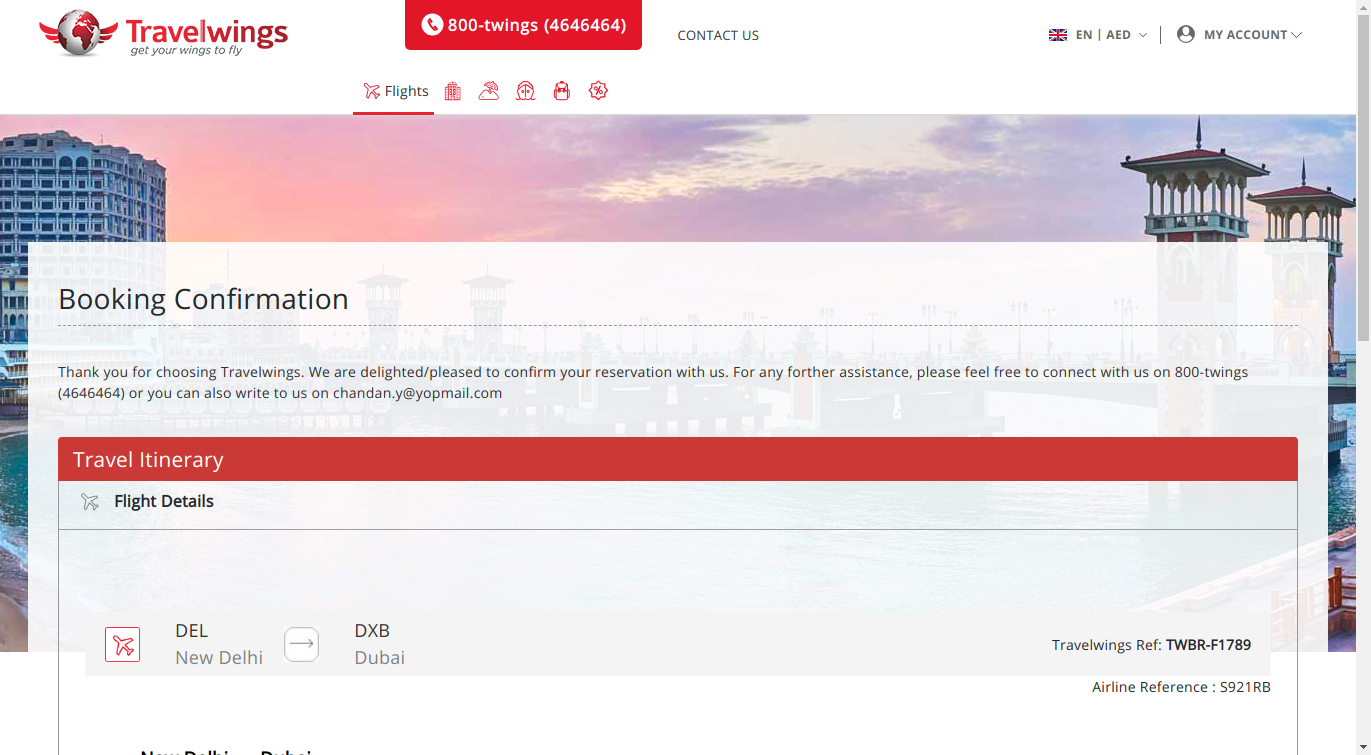 Travelwings
get your wings to fly
800-twings (4646464)
CONTACT US
EN | AED
MY ACCOUNT
Flights
Booking Confirmation
Thank you for choosing Travelwings. We are delighted/pleased to confirm your reservation with us. For any forther assistance, please feel free to connect with us on 800-twings
(4646464) or you can also write to us on chandan.y@yopmail.com
Travel Itinerary
Flight Details
DEL
New Delhi
DXB
Dubai
Travelwings Ref: TWBR-F1789
Airline Reference : S921RB
New Delhi
Dubai